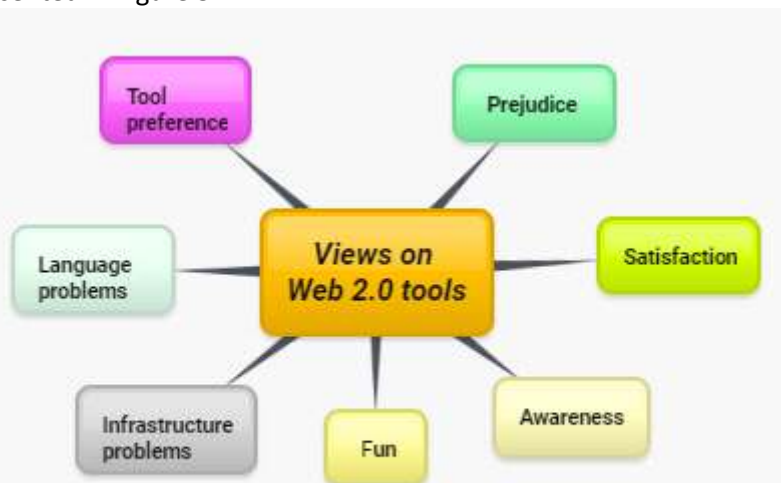 Tool
preference
Prejudice
Views on
Web 2.0 tools
Satisfaction
Language
problems
Infrastructure
problems
Fun
Awareness